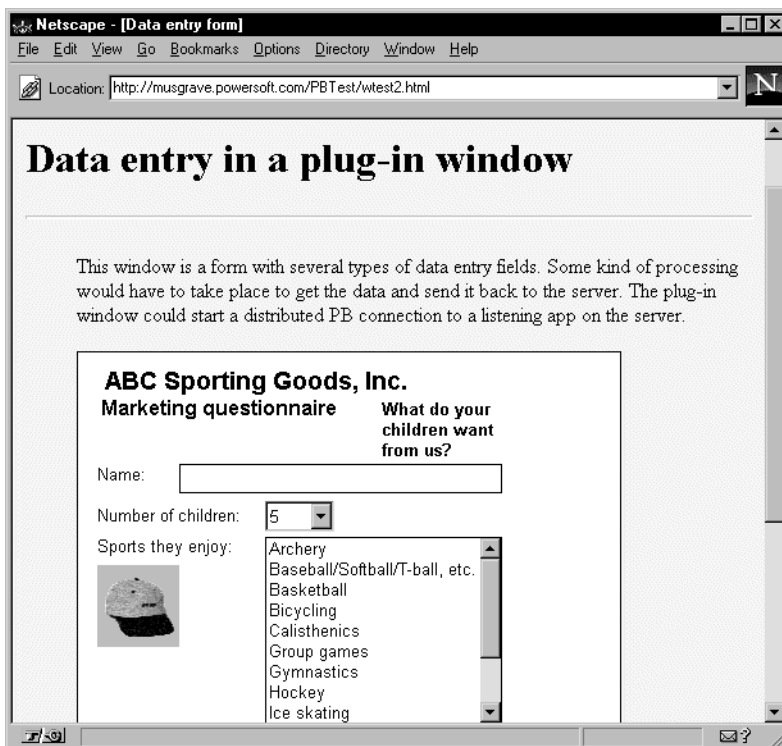 Netscape - [Data entry form]
File Edit View Go Bookmarks Options Directory Window Help
Location: http://musgrave.powersoft.com/PBTest/wtest2.html
N
Data entry in a plug-in window
This window is a form with several types of data entry fields. Some kind of processing
would have to take place to get the data and send it back to the server. The plug-in
window could start a distributed PB connection to a listening app on the server.
ABC Sporting Goods, Inc.
Marketing questionnaire
What do your
children want
from us?
Name:
Number of children: 5
Sports they enjoy:
Archery
Baseball/Softball/T-ball, etc.
Basketball
Bicycling
Calisthenics
Group games
Gymnastics
Hockey
Ice skating
?